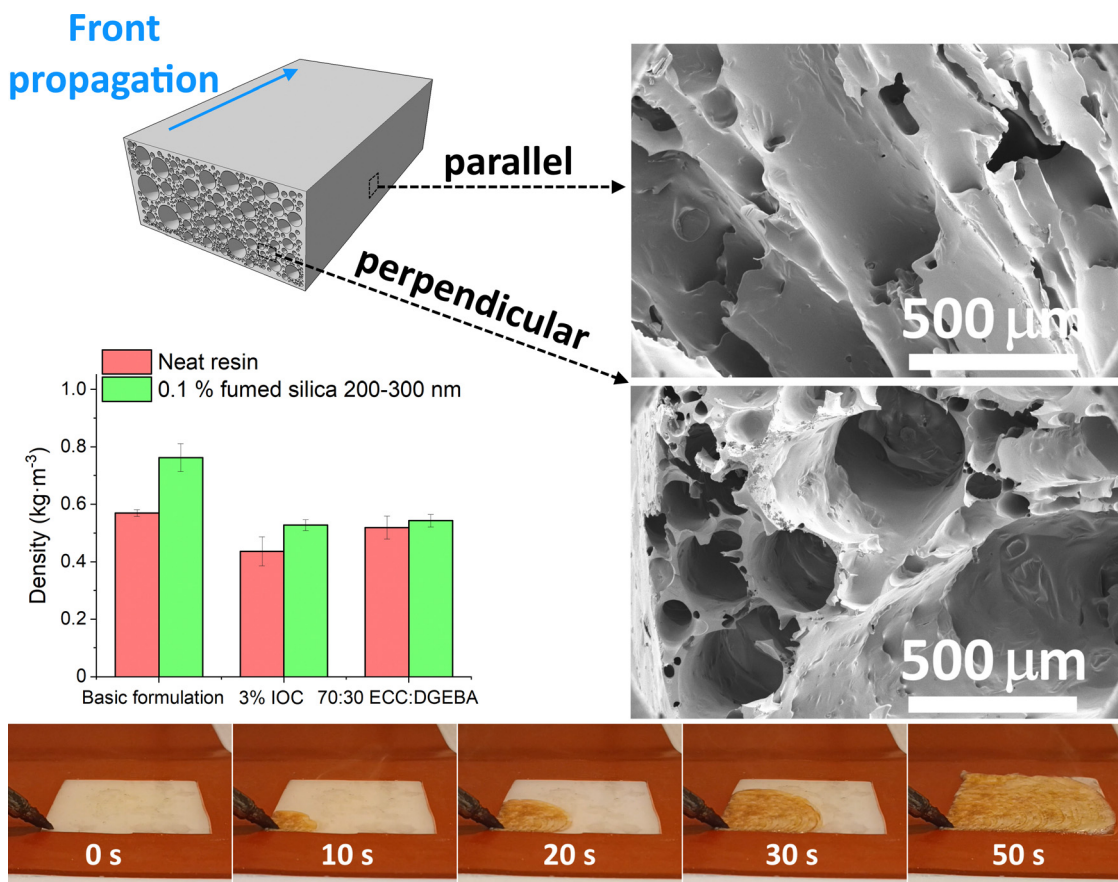 Front
propagation
parallel
perpendicular
500 µm
Neat resin
0.1 % fumed silica 200-300 nm
Density (kg·m⁻³)
1.0
0.8
0.6
0.4
0.2
0
Basic formulation
3% IOC
70:30 ECC:DGEBA
500 µm
0 s
10 s
20 s
30 s
50 s